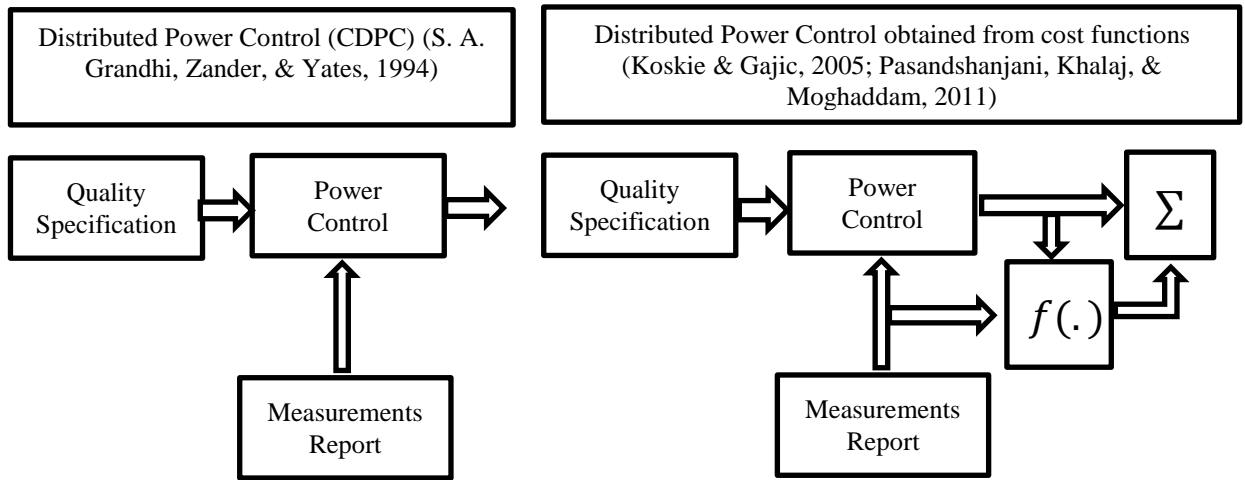 Distributed Power Control (CDPC) (S. A.
Grandhi, Zander, & Yates, 1994)
Quality
Specification
Power
Control
Measurements
Report
Distributed Power Control obtained from cost functions
(Koskie & Gajic, 2005; Pasandshanjani, Khalaj, &
Moghaddam, 2011)
Quality
Specification
Power
Control
Σ
f(.)
Measurements
Report